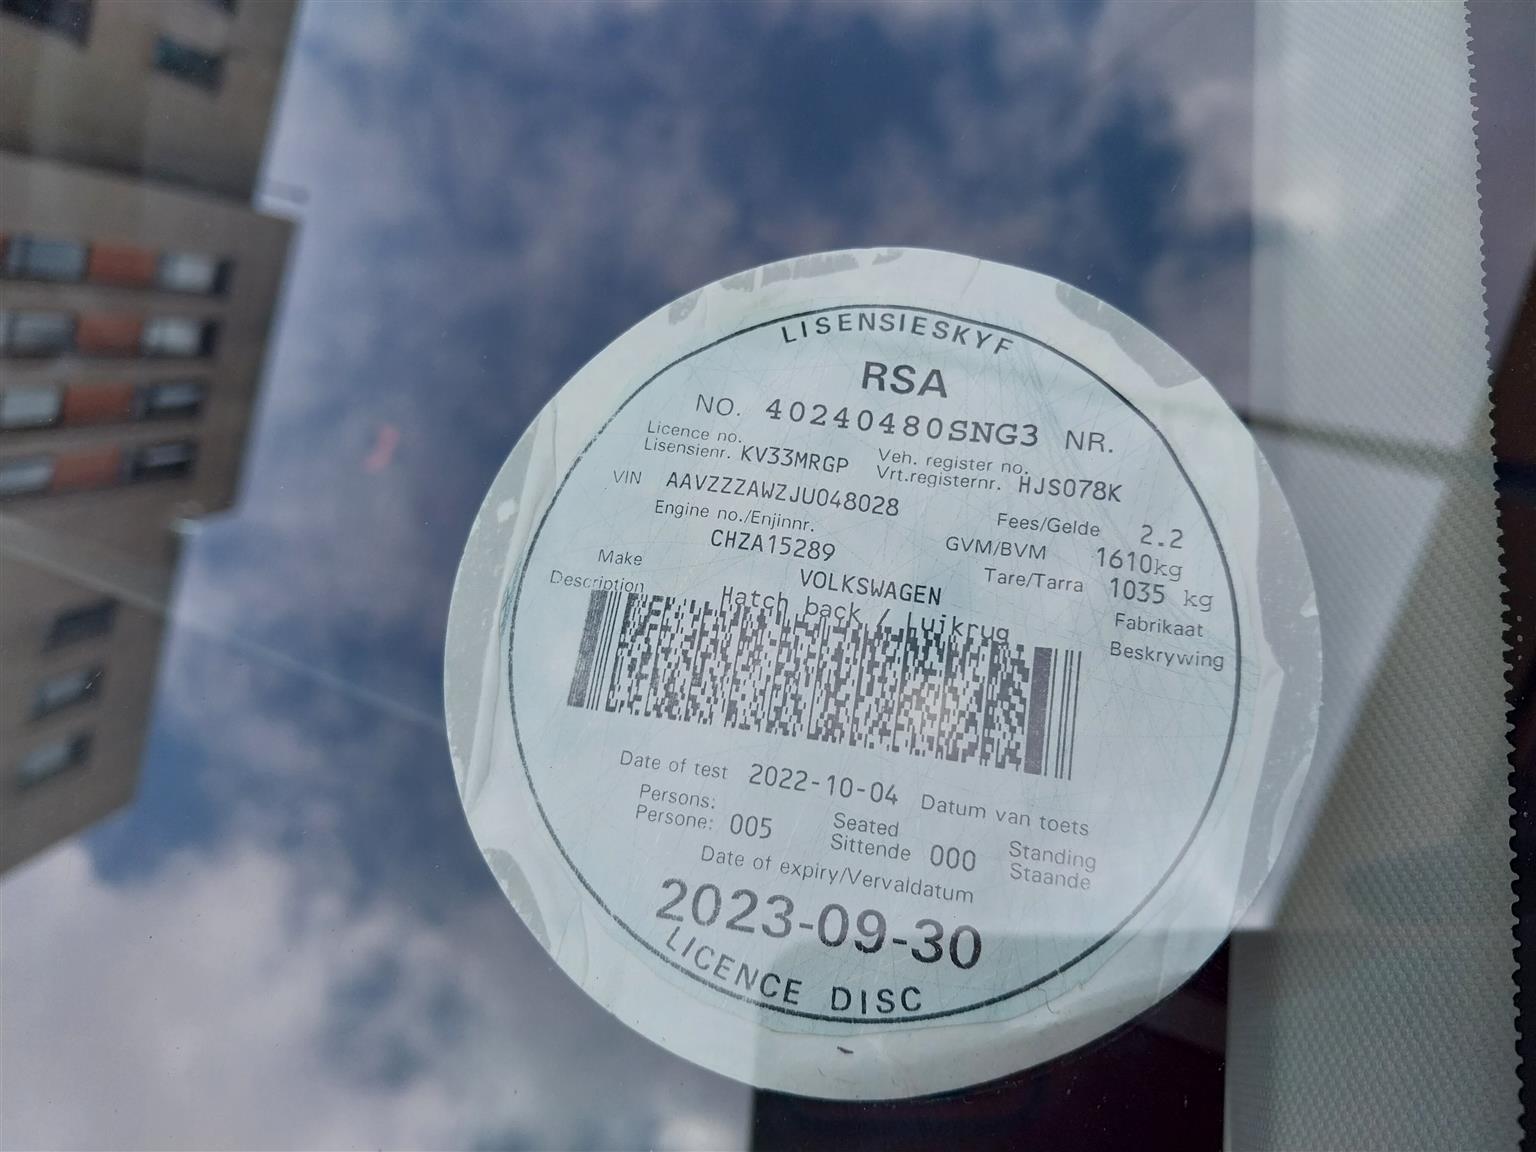 LISENSIESKYF
RSA
NO. 40240480SNG3 NR.
Licence no. Veh. register no.
Lisensienr. KV33MRGP Vrt.registernr. HJS078K
VIN AAVZZZAWZJU048028 Fees/Gelde 2.2
Engine no./Enjinnr. GVM/BVM 1610kg
CHZA15289 Tare/Tarra 1035 kg
Make VOLKSWAGEN Fabrikaat
Description Hatch back / Luikrug Beskrywing
Date of test 2022-10-04 Datum van toets
Persons: Seated Standing
Persone: 005 Sittende 000 Staande
Date of expiry/Vervaldatum
2023-09-30
LICENCE DISC